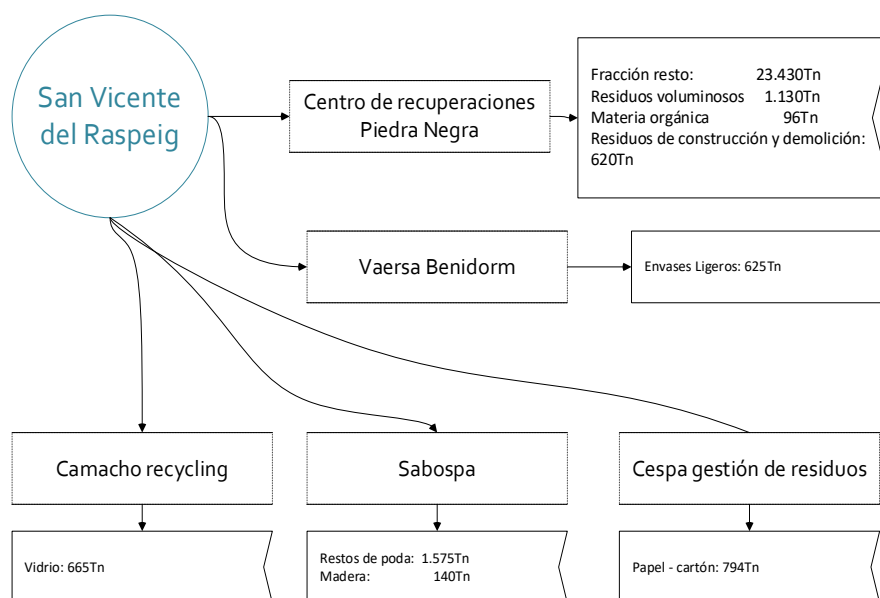 San Vicente
del Raspeig
Centro de recuperaciones
Piedra Negra
Fracción resto: 23.430Tn
Residuos voluminosos 1.130Tn
Materia orgánica 96Tn
Residuos de construcción y demolición:
620Tn
Vaersa Benidorm
Envases Ligeros: 625Tn
Camacho recycling
Sabospa
Cespa gestión de residuos
Vidrio: 665Tn
Restos de poda: 1.575Tn
Madera: 140Tn
Papel - cartón: 794Tn